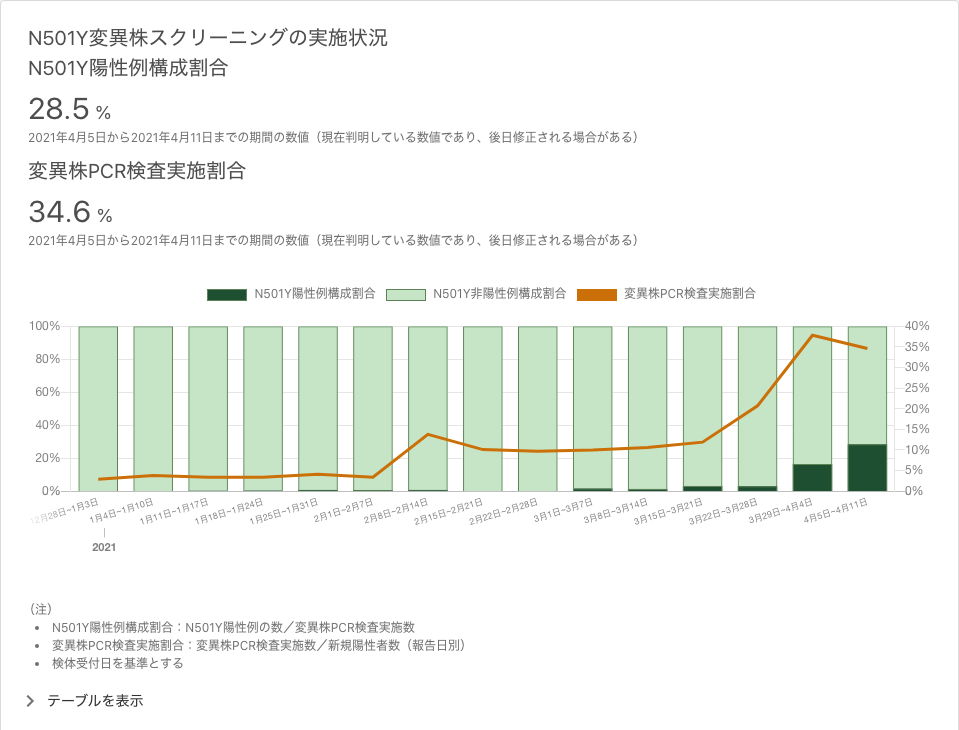 N501Y変異株スクリーニングの実施状況
N501Y陽性例構成割合
28.5 %
2021年4月5日から2021年4月11日までの期間の数値（現在判明している数値であり、後日修正される場合がある）
変異株PCR検査実施割合
34.6 %
2021年4月5日から2021年4月11日までの期間の数値（現在判明している数値であり、後日修正される場合がある）
N501Y陽性例構成割合 N501Y非陽性例構成割合 変異株PCR検査実施割合
100%
80%
60%
40%
20%
0%
40%
35%
30%
25%
20%
15%
10%
5%
0%
12月28日~1月3日
1月4日~1月10日
1月11日~1月17日
1月18日~1月24日
1月25日~1月31日
2月1日~2月7日
2月8日~2月14日
2月15日~2月21日
2月22日~2月28日
3月1日~3月7日
3月8日~3月14日
3月15日~3月21日
3月22日~3月28日
3月29日~4月4日
4月5日~4月11日
2021
（注）
• N501Y陽性例構成割合：N501Y陽性例の数／変異株PCR検査実施数
• 変異株PCR検査実施割合：変異株PCR検査実施数／新規陽性者数（報告日別）
• 検体受付日を基準とする
テーブルを表示